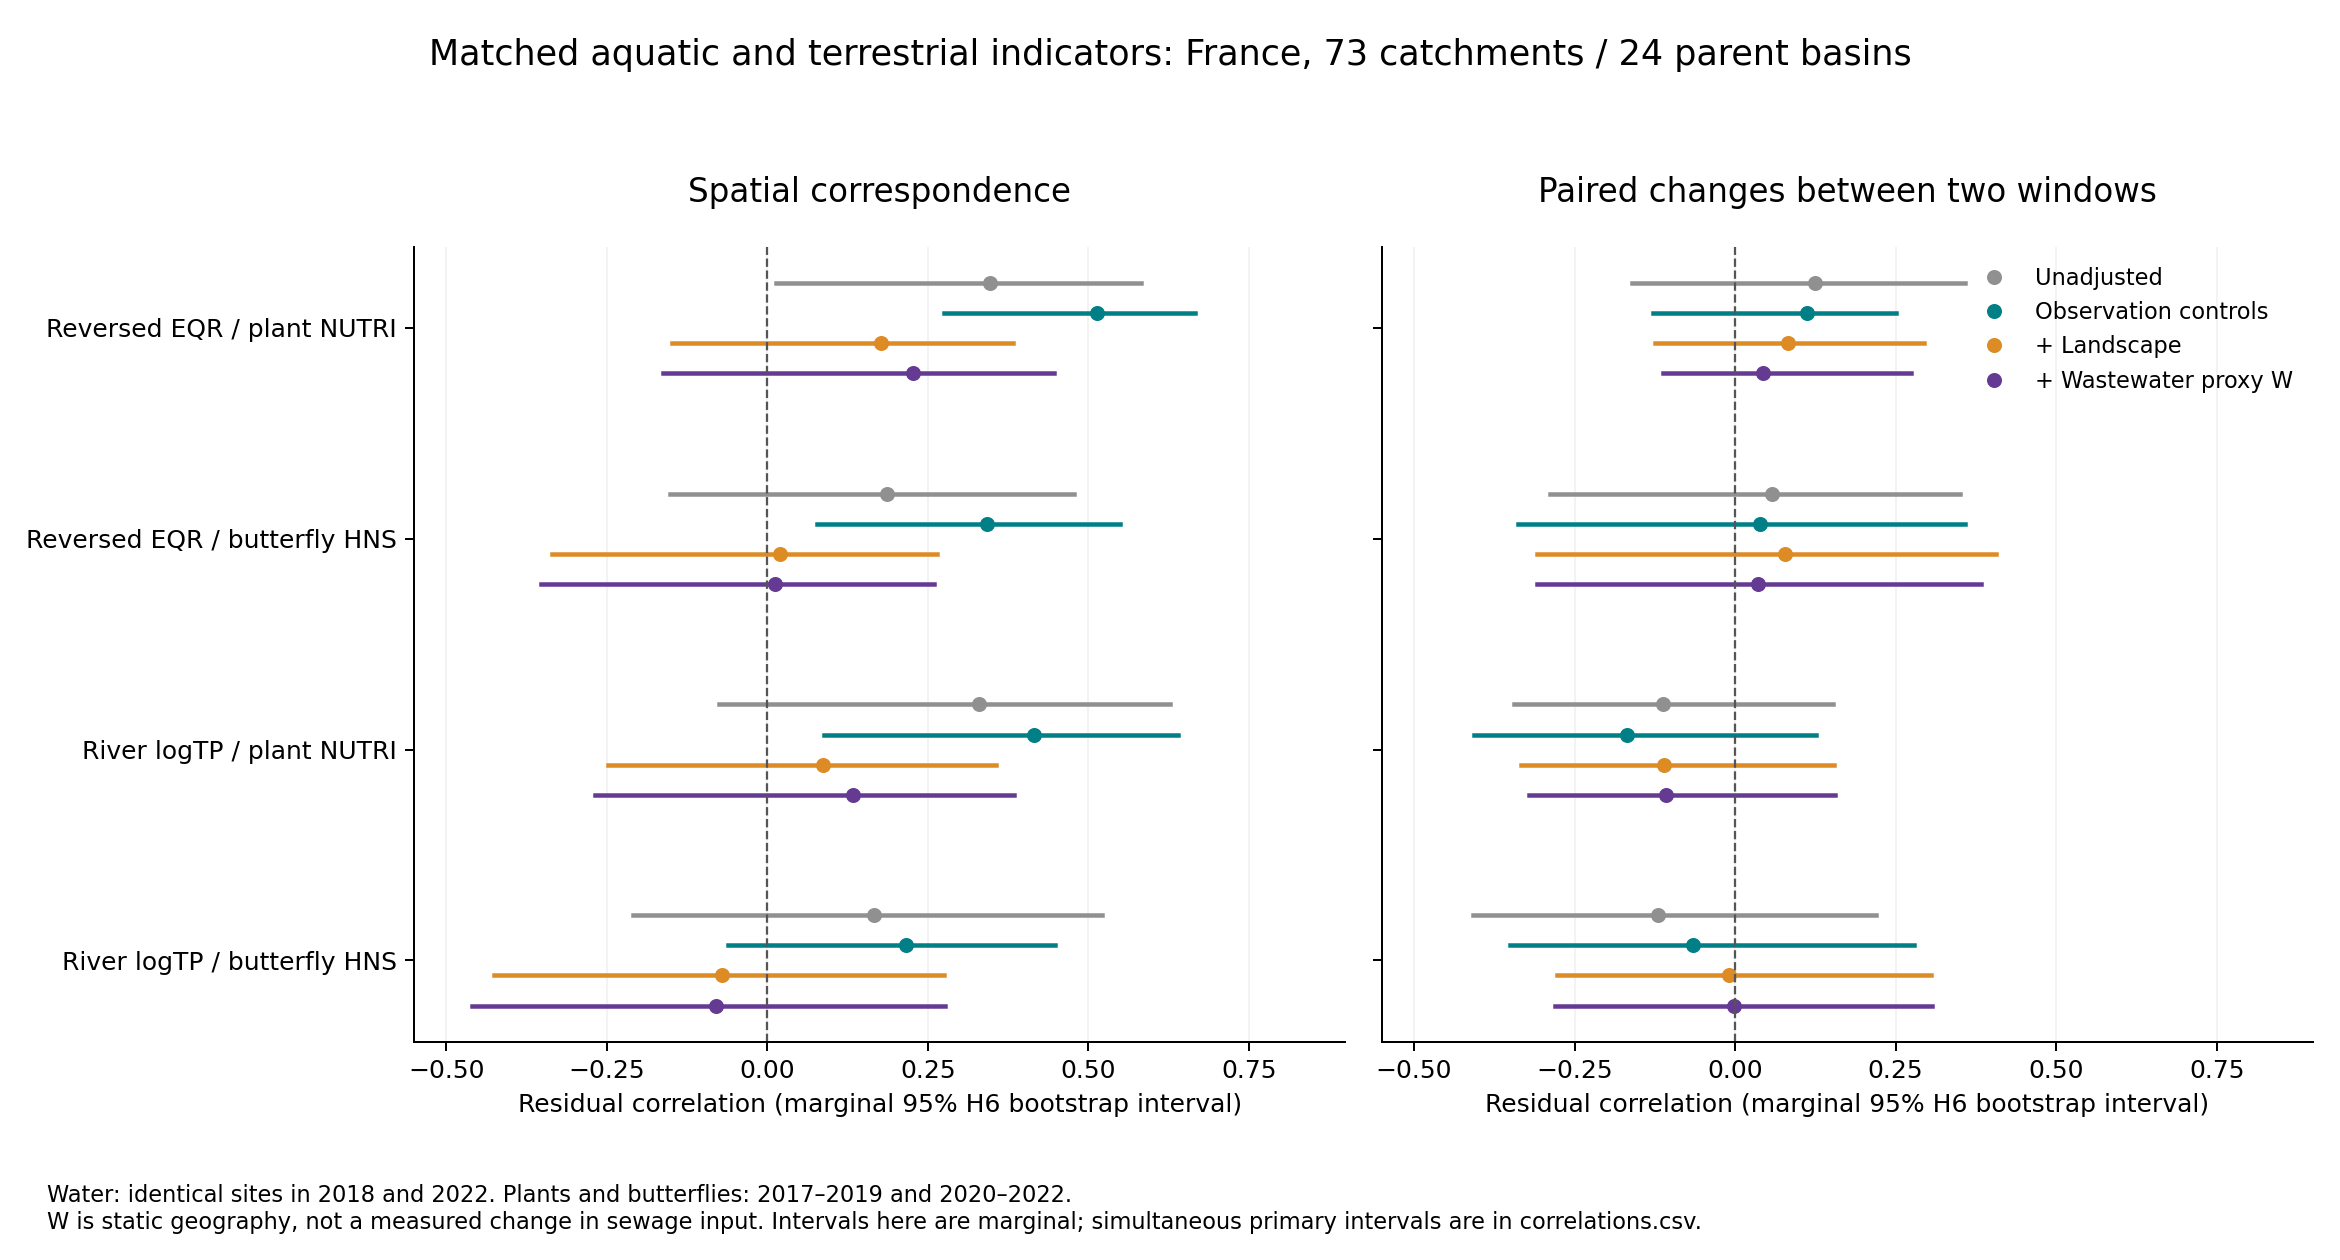 Matched aquatic and terrestrial indicators: France, 73 catchments / 24 parent basins
Spatial correspondence
Paired changes between two windows
Reversed EQR / plant NUTRI
Reversed EQR / butterfly HNS
River logTP / plant NUTRI
River logTP / butterfly HNS
Unadjusted
Observation controls
+ Landscape
+ Wastewater proxy W
−0.50 −0.25 0.00 0.25 0.50 0.75
−0.50 −0.25 0.00 0.25 0.50 0.75
Residual correlation (marginal 95% H6 bootstrap interval)
Residual correlation (marginal 95% H6 bootstrap interval)
Water: identical sites in 2018 and 2022. Plants and butterflies: 2017–2019 and 2020–2022.
W is static geography, not a measured change in sewage input. Intervals here are marginal; simultaneous primary intervals are in correlations.csv.